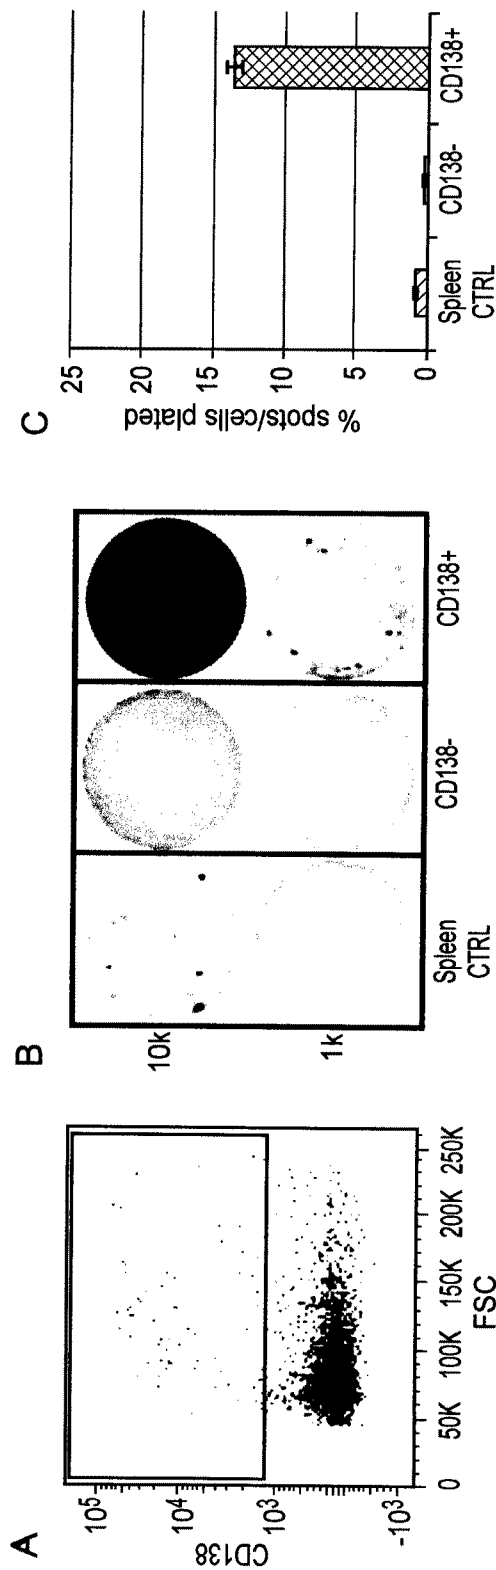 A
CD138
10⁵
10⁴
10³
-10³
0
50K
100K
150K
200K
250K
FSC
B
10k
1k
Spleen
CTRL
CD138-
CD138+
C
% spots/cells plated
25
20
15
10
5
0
Spleen
CTRL
CD138-
CD138+